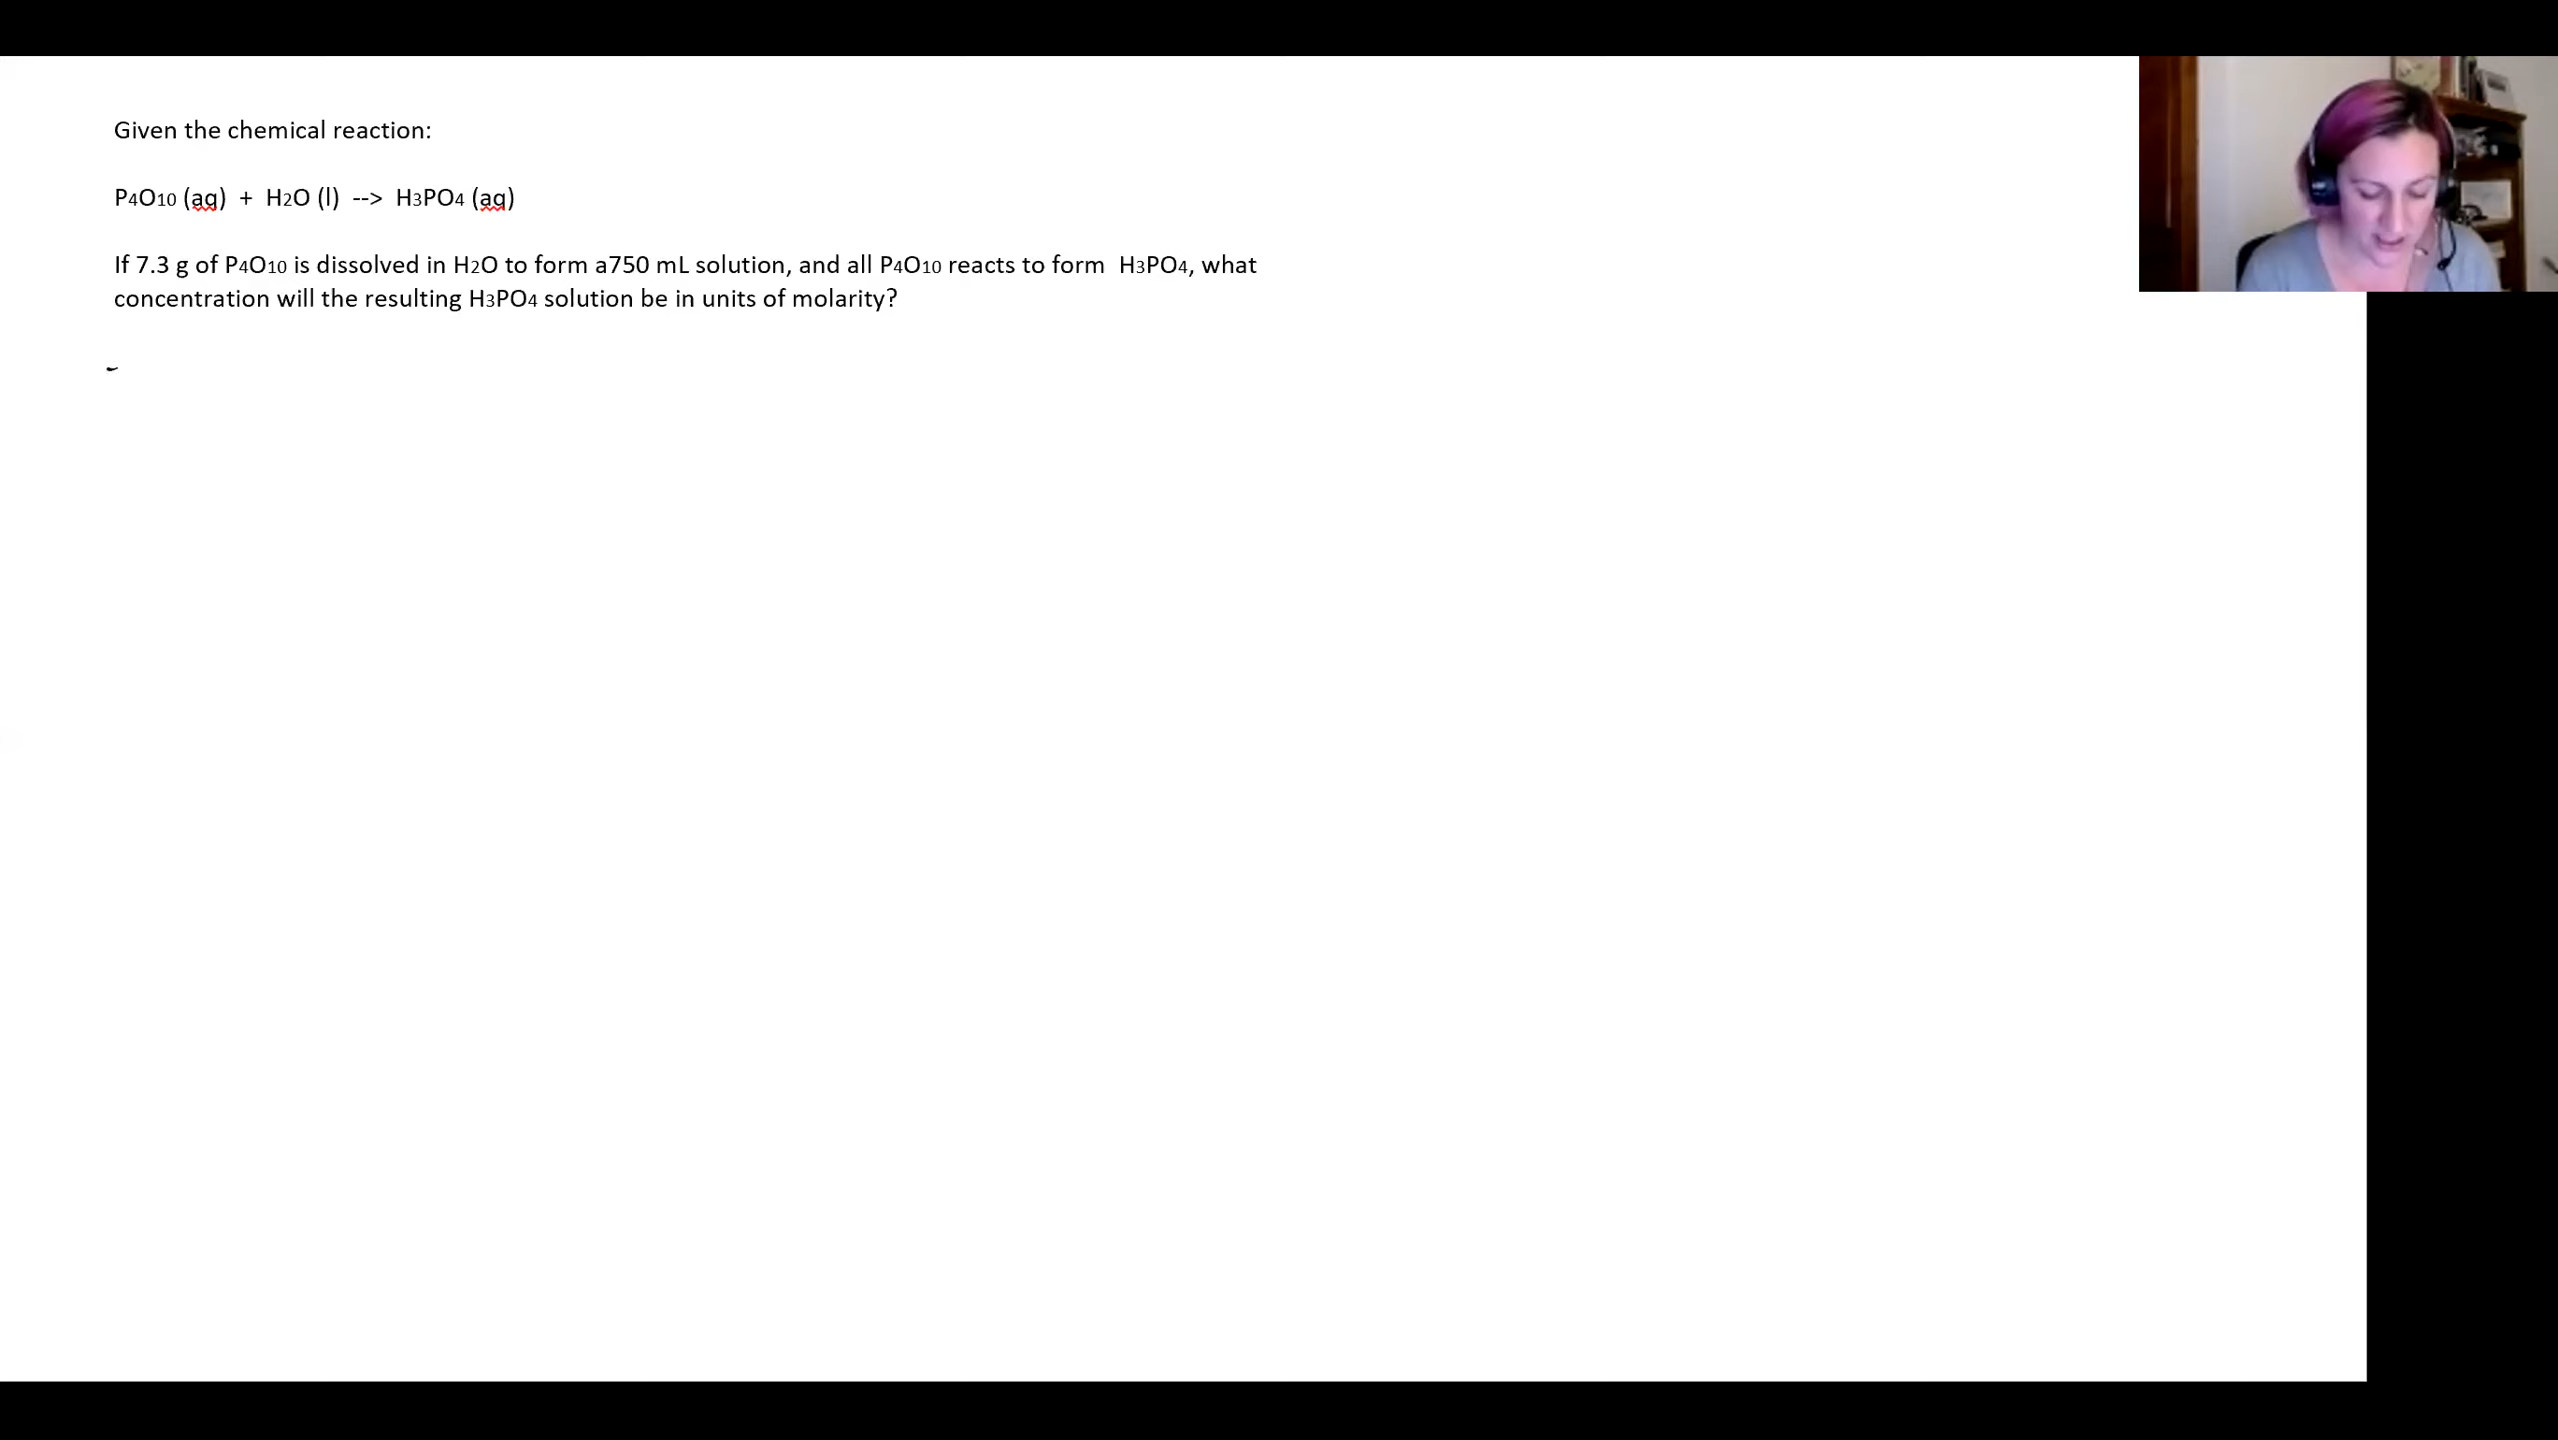 Given the chemical reaction:
P4O10 (aq) + H2O (l) --> H3PO4 (aq)
If 7.3 g of P4O10 is dissolved in H2O to form a750 mL solution, and all P4O10 reacts to form H3PO4, what
concentration will the resulting H3PO4 solution be in units of molarity?